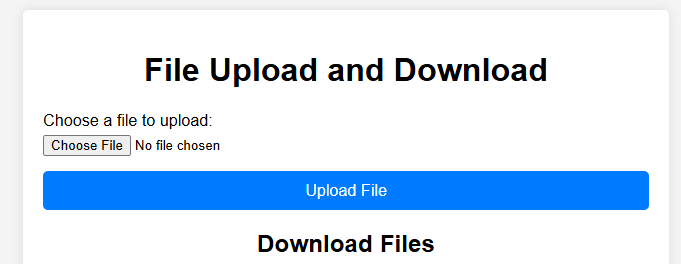 File Upload and Download
Choose a file to upload:
Choose File No file chosen
Upload File
Download Files